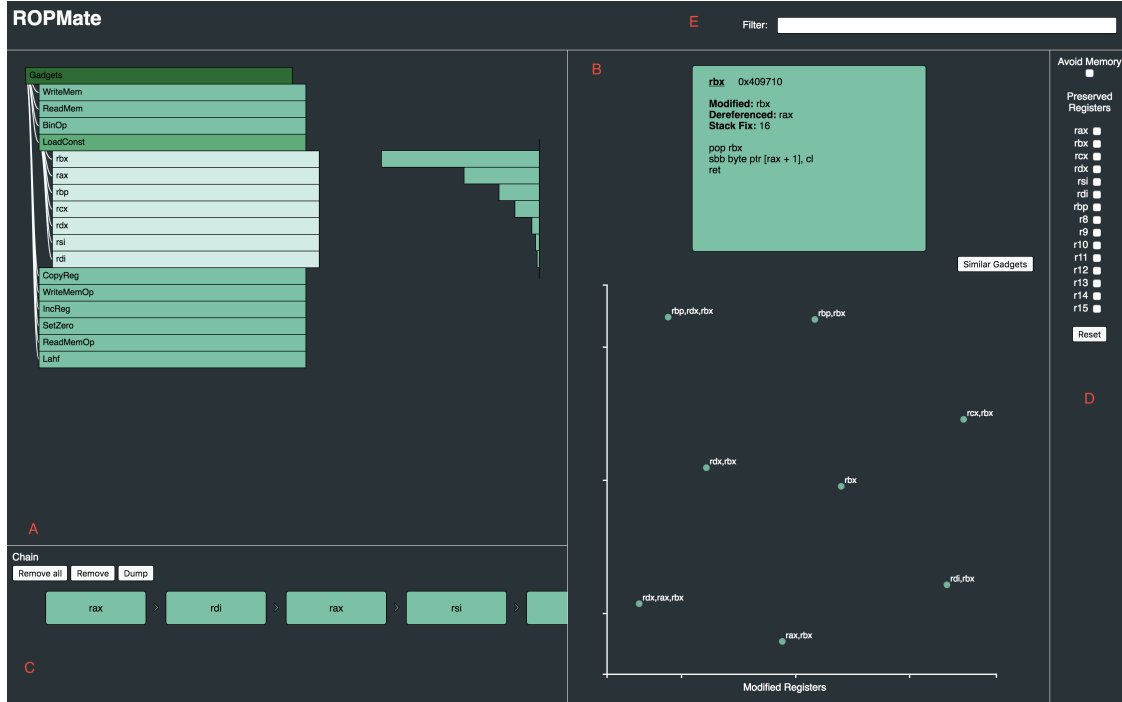 ROPMate
E
Filter:
Gadgets
WriteMem
ReadMem
BinOp
LoadConst
rbx
rax
rbp
rcx
rdx
rsi
rdi
CopyReg
WriteMemOp
IncReg
SetZero
ReadMemOp
Lahf
A
Chain
Remove all Remove Dump
rax > rdi > rax > rsi >
C
B
rbx 0x409710
Modified: rbx
Dereferenced: rax
Stack Fix: 16
pop rbx
sbb byte ptr [rax + 1], cl
ret
Similar Gadgets
rbp,rdx,rbx
rbp,rbx
rcx,rbx
rdx,rbx
rbx
rdi,rbx
rdx,rax,rbx
rax,rbx
Modified Registers
Avoid Memory
Preserved
Registers
rax
rbx
rcx
rdx
rsi
rdi
rbp
r8
r9
r10
r11
r12
r13
r14
r15
Reset
D